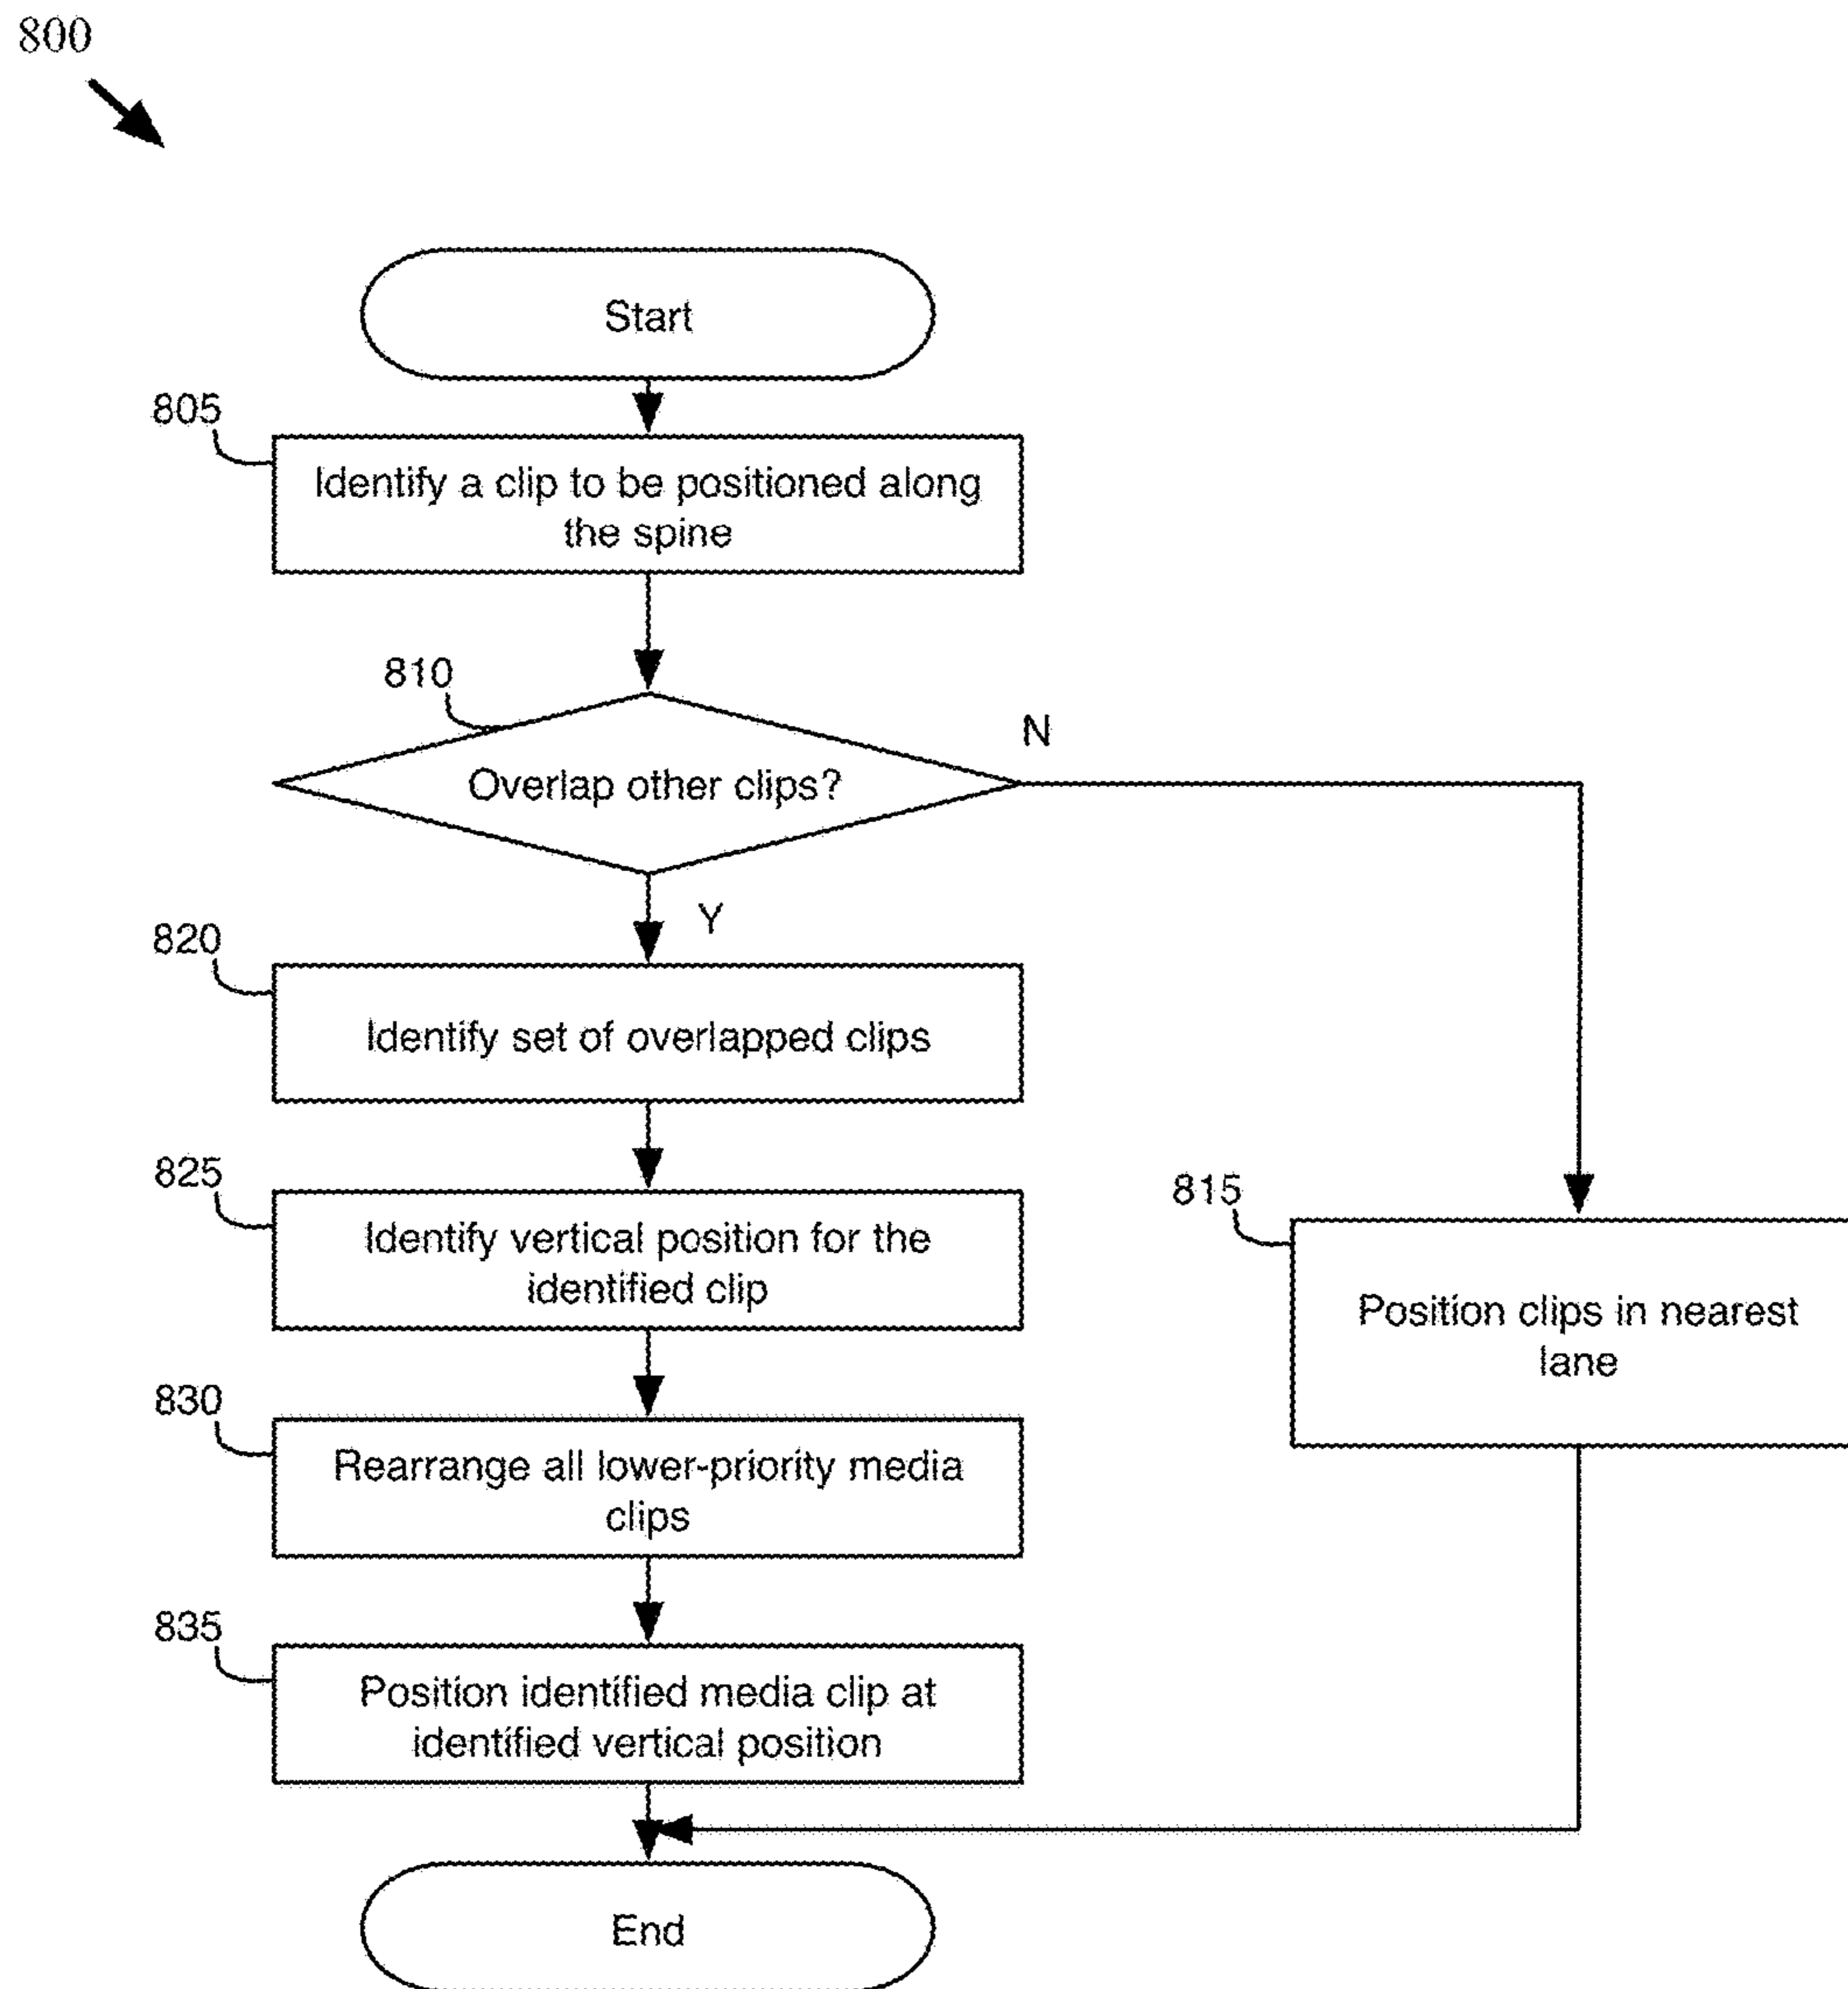 800
Start
805
Identify a clip to be positioned along
the spine
810
Overlap other clips?
N
Y
820
Identify set of overlapped clips
825
Identify vertical position for the
identified clip
815
Position clips in nearest
lane
830
Rearrange all lower-priority media
clips
835
Position identified media clip at
identified vertical position
End